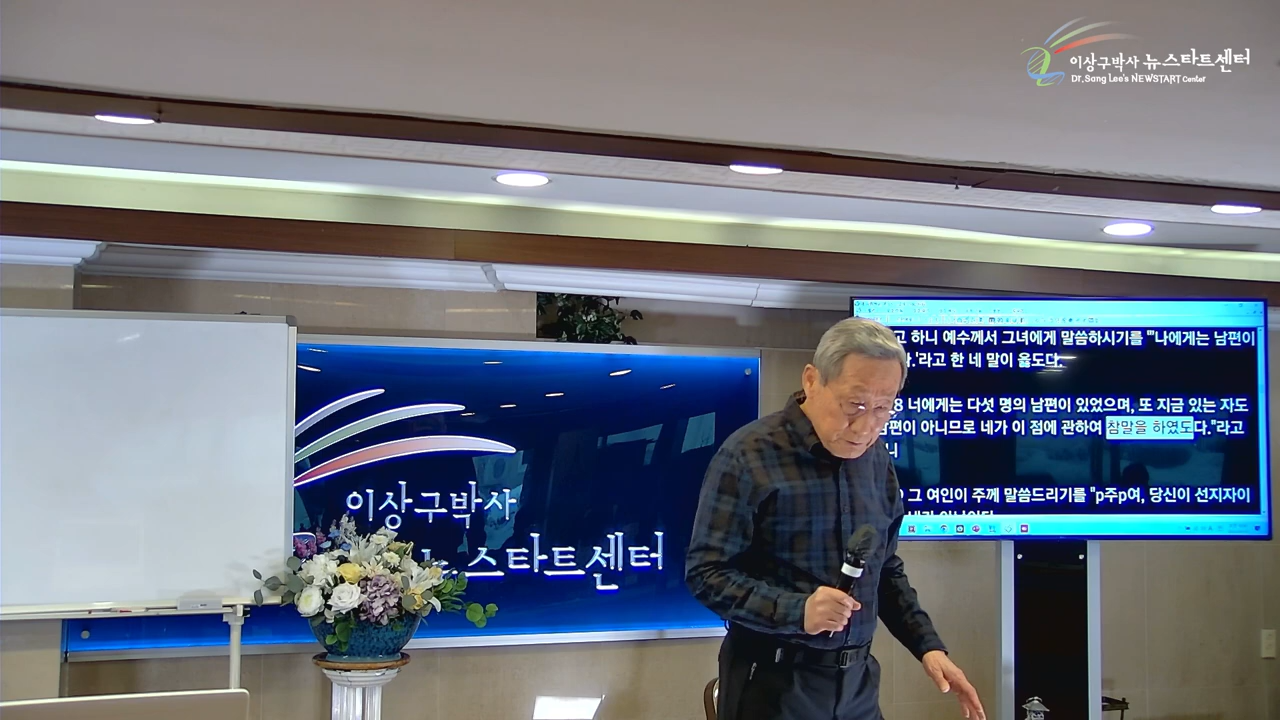 이상구박사 뉴스타트센터
Dr. Sang Lee's NEWSTART Center
고 하니 예수께서 그녀에게 말씀하시기를 "'나에게는 남편이
.'라고 한 네 말이 옳도다.
8 너에게는 다섯 명의 남편이 있었으며, 또 지금 있는 자도
편이 아니므로 네가 이 점에 관하여 참말을 하였도다."라고
니
그 여인이 주께 말씀드리기를 "p주p여, 당신이 선지자이
이상구박사
뉴스타트센터